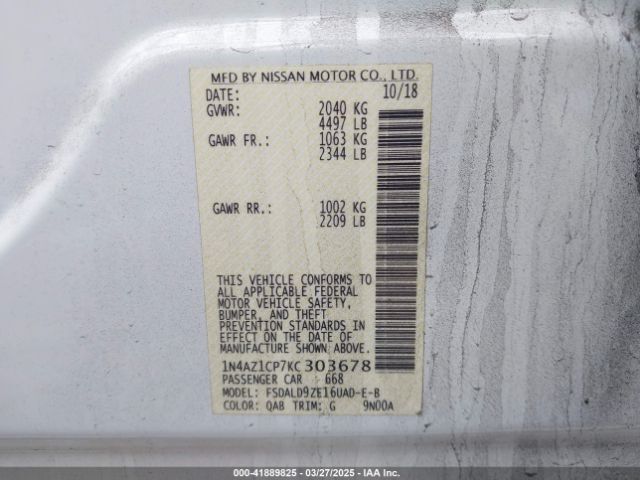 MFD BY NISSAN MOTOR CO., LTD.
DATE: 10/18
GVWR: 2040 KG
4497 LB
GAWR FR.: 1063 KG
2344 LB
GAWR RR.: 1002 KG
2209 LB
THIS VEHICLE CONFORMS TO
ALL APPLICABLE FEDERAL
MOTOR VEHICLE SAFETY,
BUMPER, AND THEFT
PREVENTION STANDARDS IN
EFFECT ON THE DATE OF
MANUFACTURE SHOWN ABOVE.
1N4AZ1CP7KC303678
PASSENGER CAR 668
MODEL: FSDALD9ZE16UAD-E-B
COLOR: QAB TRIM: G 9N00A
000-41889825 - 03/27/2025 - IAA Inc.